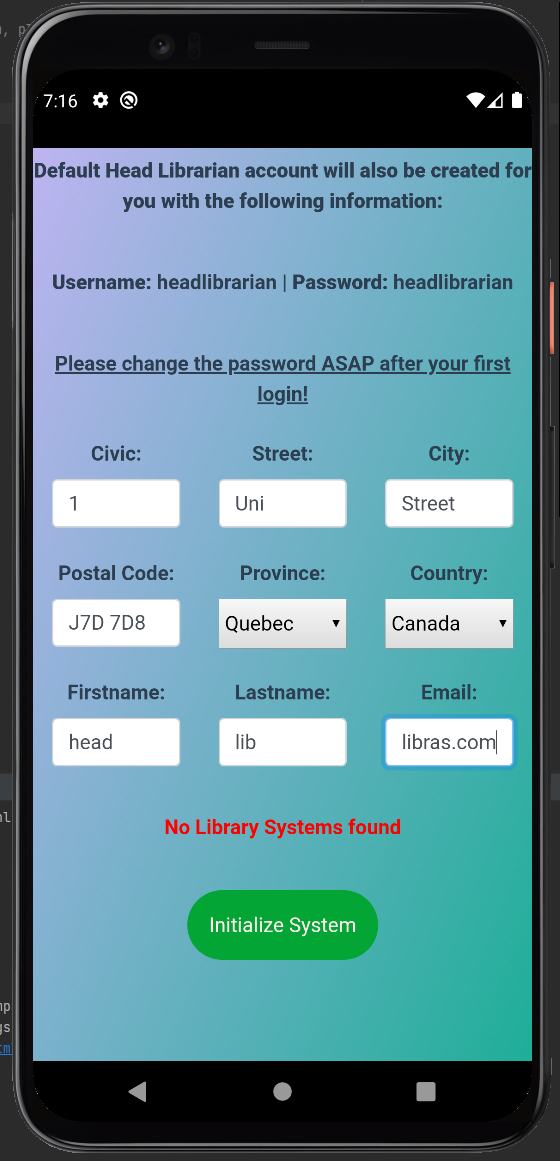 7:16
Default Head Librarian account will also be created for
you with the following information:
Username: headlibrarian | Password: headlibrarian
Please change the password ASAP after your first
login!
Civic: Street: City:
1 Uni Street
Postal Code: Province: Country:
J7D 7D8 Quebec Canada
Firstname: Lastname: Email:
head lib libras.com
No Library Systems found
Initialize System